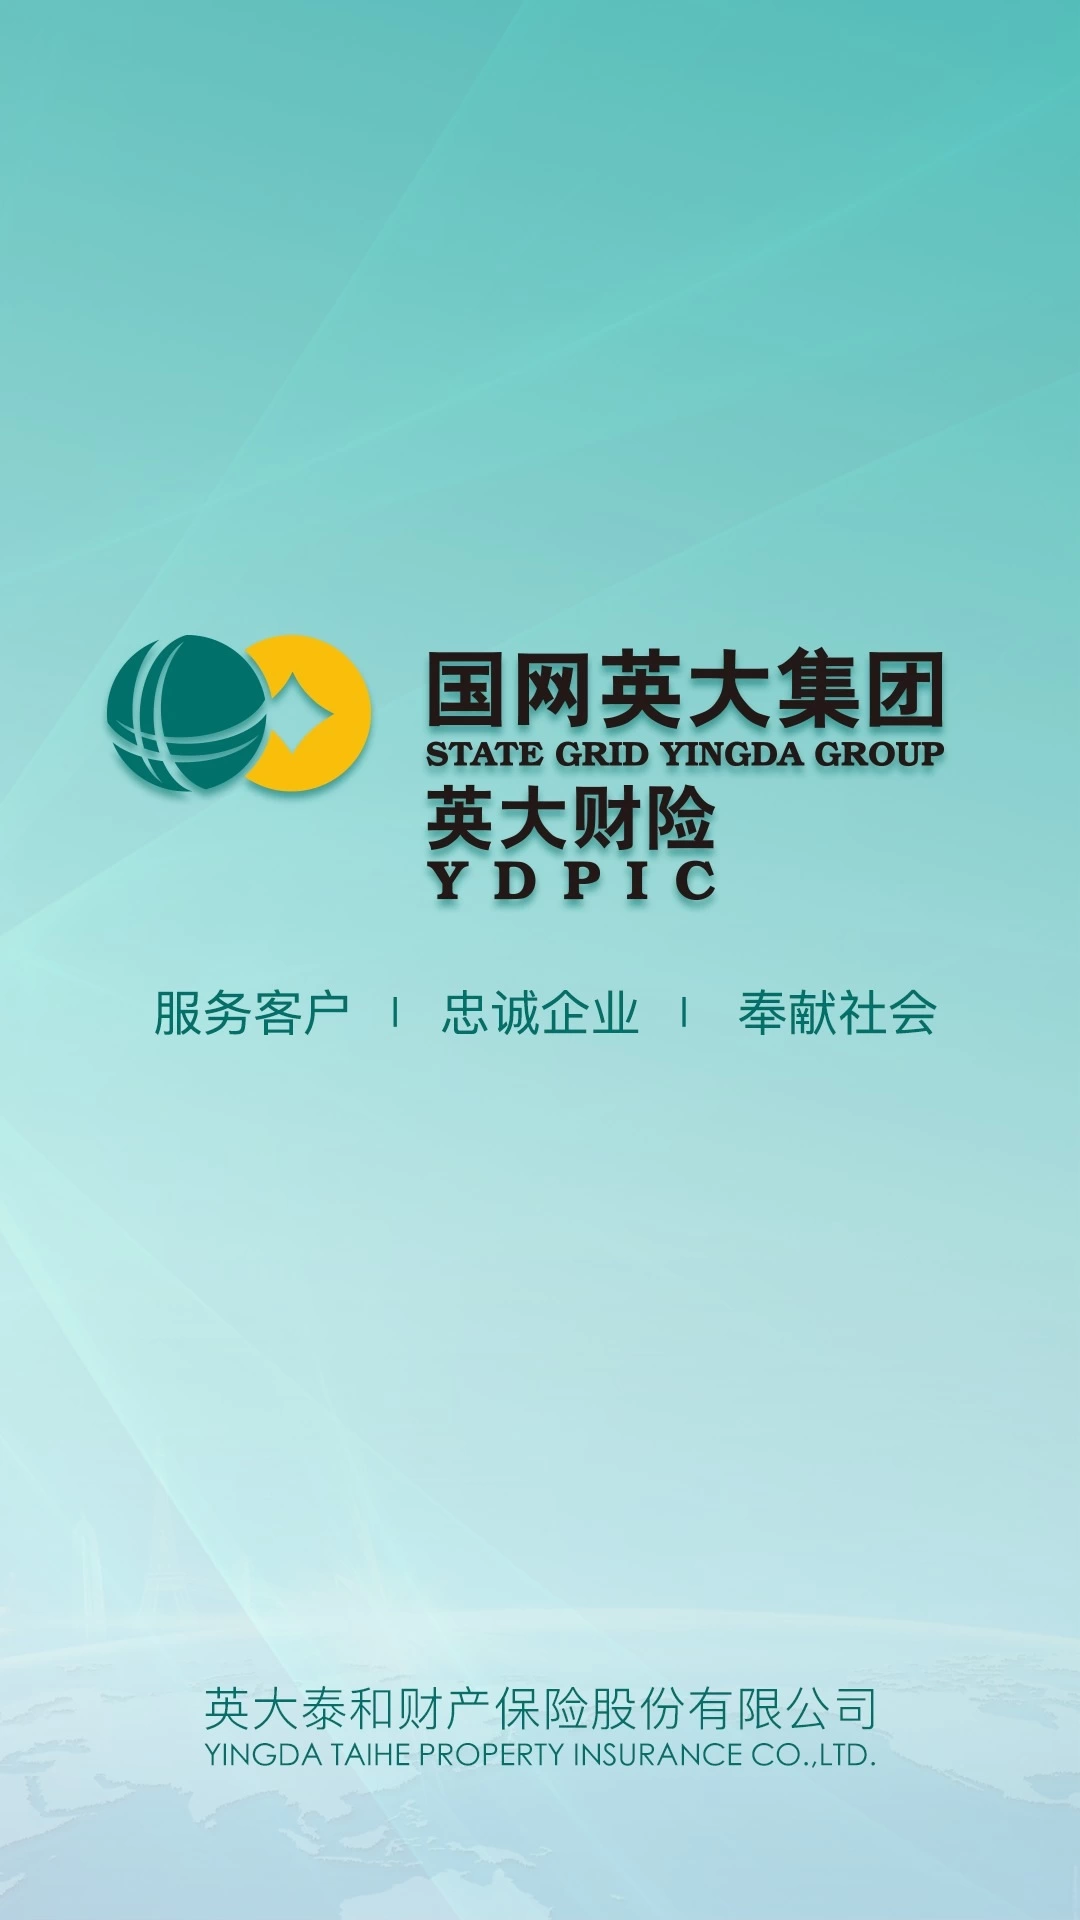 国网英大集团
STATE GRID YINGDA GROUP
英大财险
YDPIC
服务客户 | 忠诚企业 | 奉献社会
英大泰和财产保险股份有限公司
YINGDA TAIHE PROPERTY INSURANCE CO.,LTD.